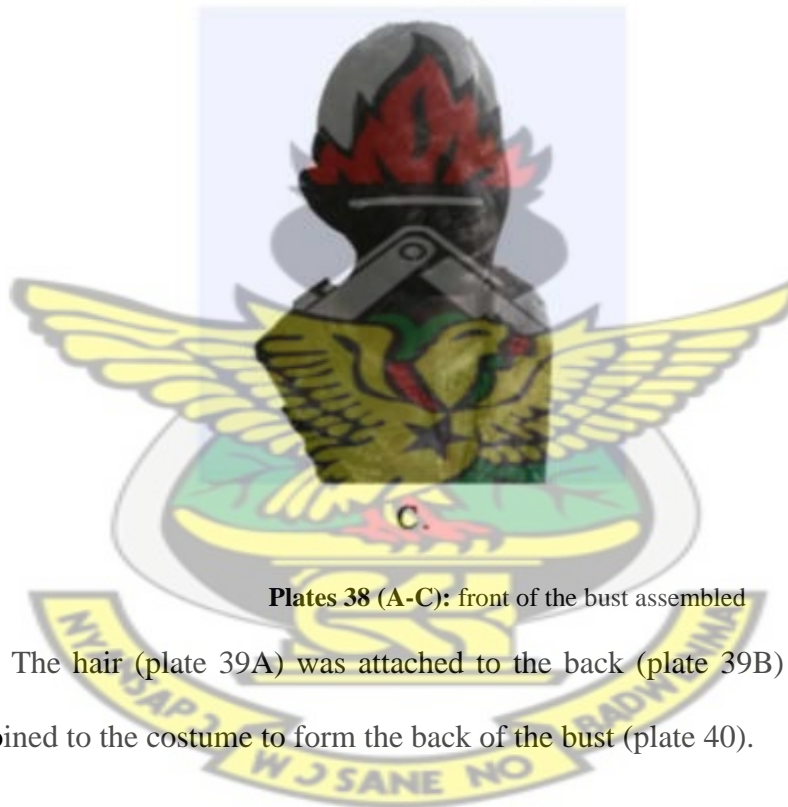 C.
Plates 38 (A-C): front of the bust assembled
The hair (plate 39A) was attached to the back (plate 39B)
oined to the costume to form the back of the bust (plate 40).
WƆSANE NO